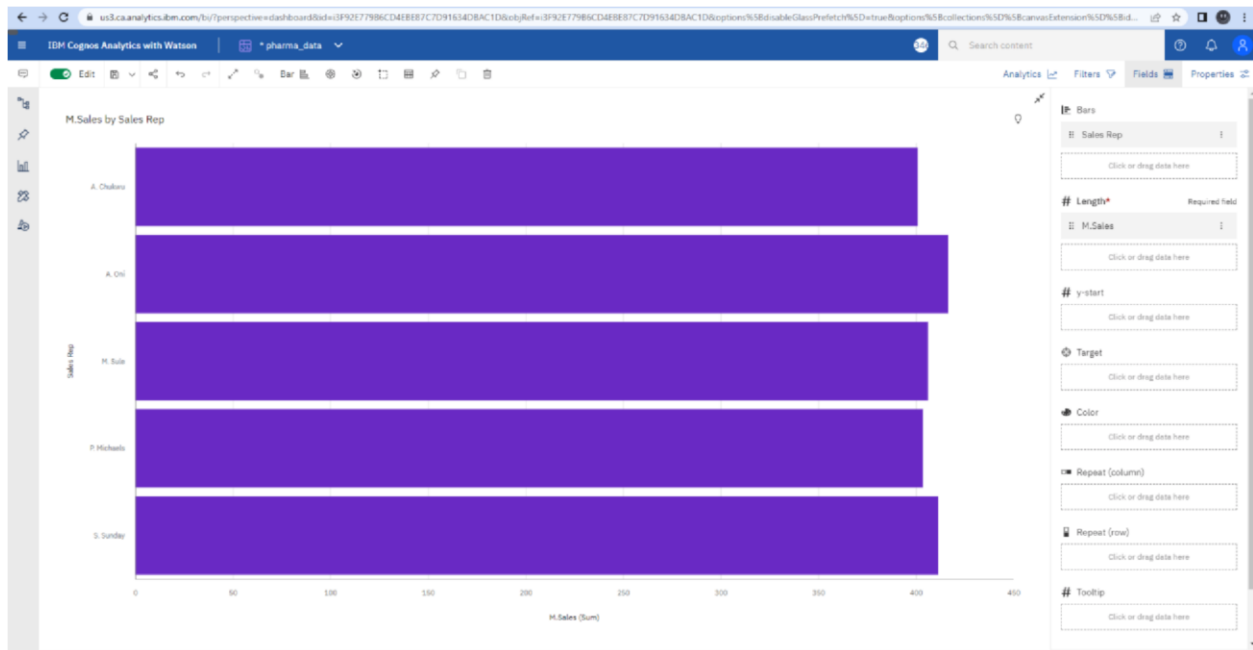 us3.ca.analytics.ibm.com/bi/?perspective=dashboard&id=i3F92E779B6CD4EBE87C7D91634DBAC1D&objRef=i3F92E779B6CD4EBE87C7D91634DBAC1D&options%5BdisableGlassPrefetch%5D=true&options%5Bcollections%5D%5BcanvasExtension%5D%5Bid...
IBM Cognos Analytics with Watson
* pharma_data
Search content
Edit
Bar
Analytics
Filters
Fields
Properties
M.Sales by Sales Rep
A. Oni
M. Sule
P. Michaels
S. Sunday
Sales Rep
0 50 100 150 200 250 300 350 400 450
M.Sales (Sum)
Bars
Sales Rep
Click or drag data here
Length* Required field
M.Sales
Click or drag data here
y-start
Click or drag data here
Target
Click or drag data here
Color
Click or drag data here
Repeat (column)
Click or drag data here
Repeat (row)
Click or drag data here
Tooltip
Click or drag data here